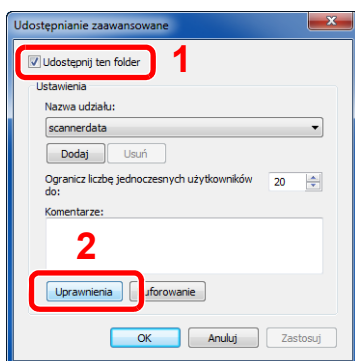 Udostępnianie zaawansowane
Udostępnij ten folder
1
Ustawienia
Nazwa udziału:
scannerdata
Dodaj Usuń
Ogranicz liczbę jednoczesnych użytkowników do:
20
Komentarze:
2
Uprawnienia uforowanie
OK Anuluj Zastosuj